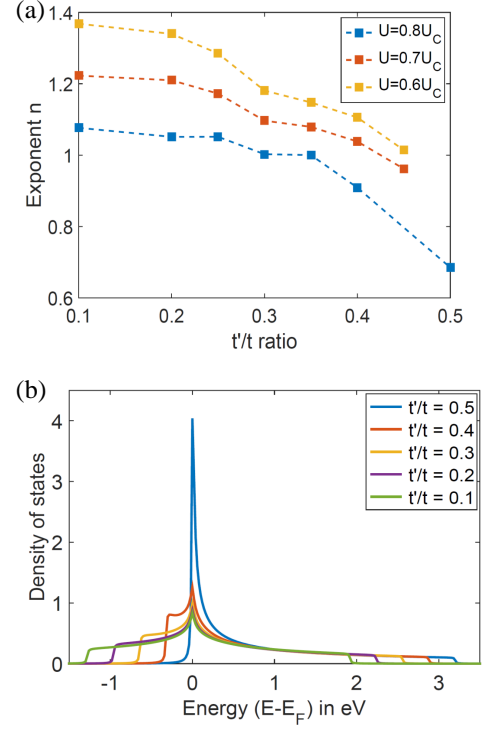 (a)
1.4
1.2
1
0.8
0.6
Exponent n
U=0.8U_C
U=0.7U_C
U=0.6U_C
0.1 0.2 0.3 0.4 0.5
t'/t ratio
(b)
4
3
2
1
0
Density of states
t'/t = 0.5
t'/t = 0.4
t'/t = 0.3
t'/t = 0.2
t'/t = 0.1
-1 0 1 2 3
Energy (E-E_F) in eV